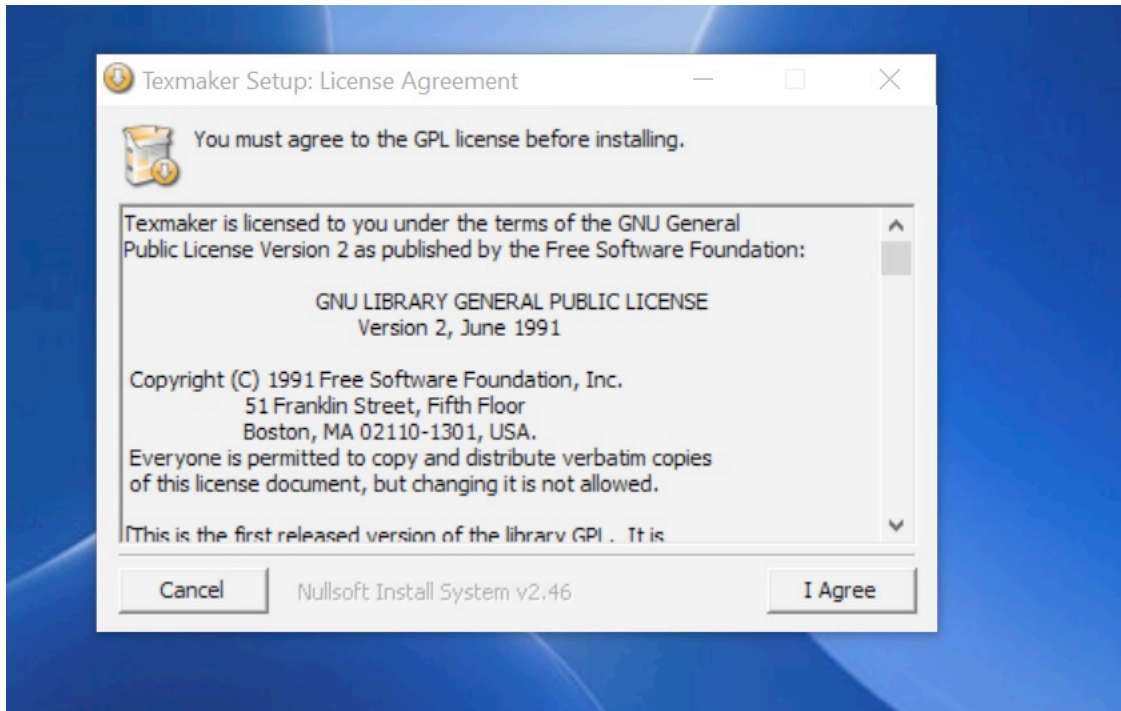 Texmaker Setup: License Agreement
You must agree to the GPL license before installing.
Texmaker is licensed to you under the terms of the GNU General
Public License Version 2 as published by the Free Software Foundation:
GNU LIBRARY GENERAL PUBLIC LICENSE
Version 2, June 1991
Copyright (C) 1991 Free Software Foundation, Inc.
51 Franklin Street, Fifth Floor
Boston, MA 02110-1301, USA.
Everyone is permitted to copy and distribute verbatim copies
of this license document, but changing it is not allowed.
[This is the first released version of the library GPL. It is
Cancel
Nullsoft Install System v2.46
I Agree